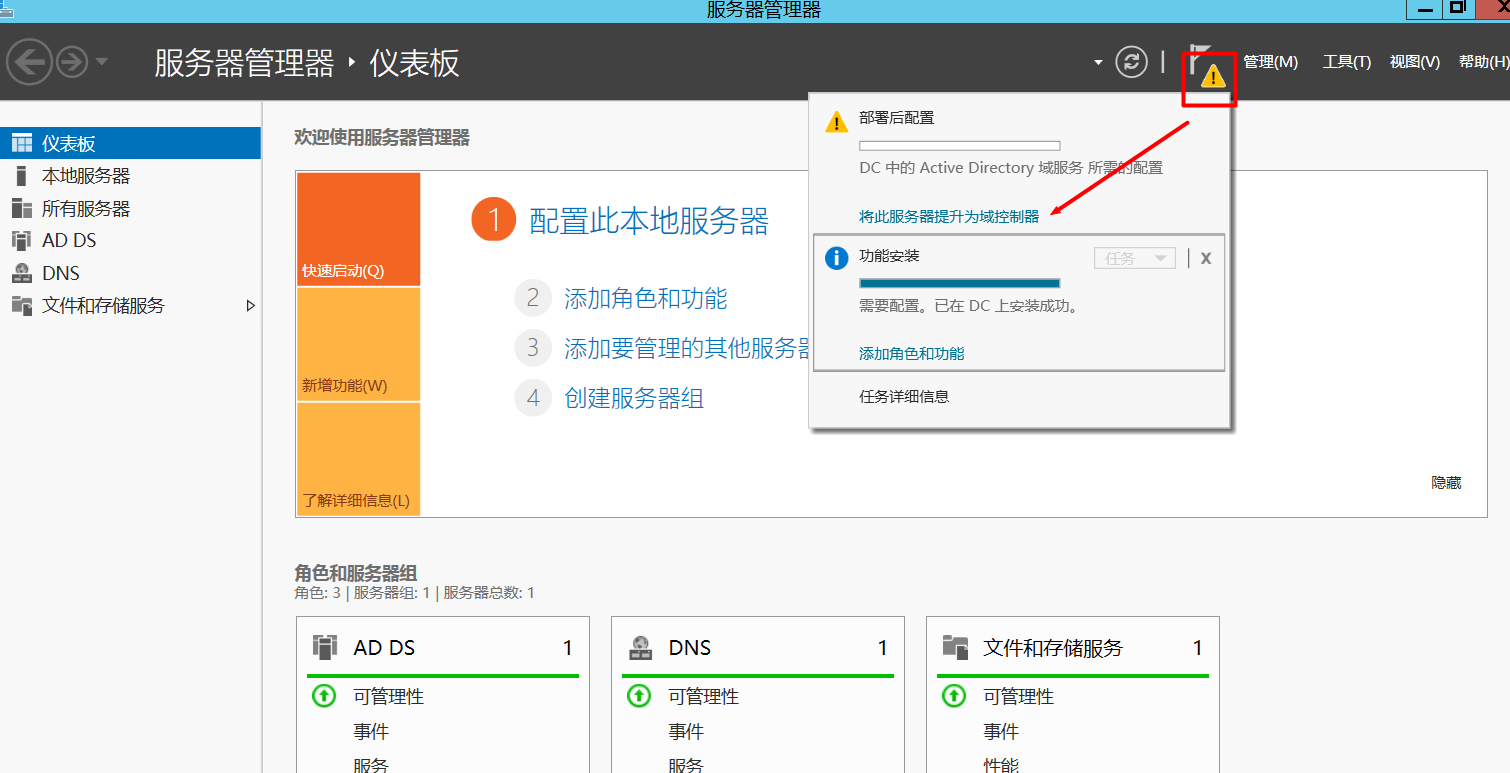 服务器管理器
服务器管理器 ‣ 仪表板
管理(M) 工具(T) 视图(V) 帮助(H)
仪表板
本地服务器
所有服务器
AD DS
DNS
文件和存储服务
欢迎使用服务器管理器
快速启动(Q)
新增功能(W)
了解详细信息(L)
1 配置此本地服务器
2 添加角色和功能
3 添加要管理的其他服务器
4 创建服务器组
部署后配置
DC 中的 Active Directory 域服务 所需的配置
将此服务器提升为域控制器
功能安装
任务
X
需要配置。已在 DC 上安装成功。
添加角色和功能
任务详细信息
隐藏
角色和服务器组
角色: 3 | 服务器组: 1 | 服务器总数: 1
AD DS 1
可管理性
事件
服务
DNS 1
可管理性
事件
服务
文件和存储服务 1
可管理性
事件
性能